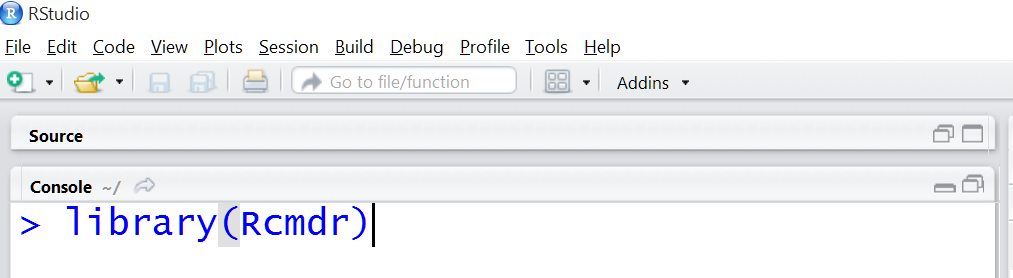 RStudio
File Edit Code View Plots Session Build Debug Profile Tools Help
Go to file/function Addins
Source
Console ~/
> library(Rcmdr)